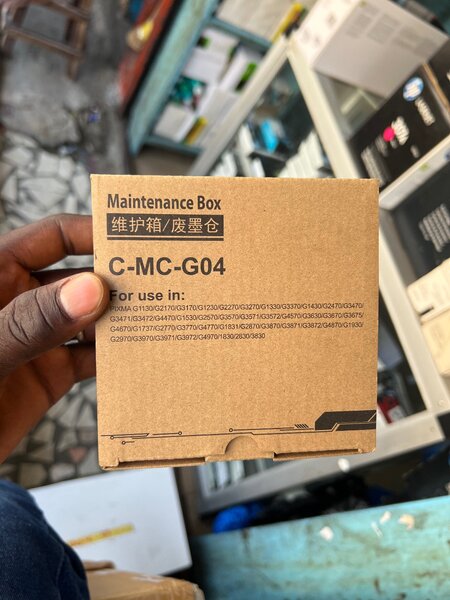 Maintenance Box
维护箱/废墨仓
C-MC-G04
For use in:
PIXMA G1130/G2170/G3170/G1230/G2270/G3270/G1330/G3370/G1430/G2470/G3470/
G3471/G3472/G4470/G1530/G2570/G3570/G3571/G3572/G4570/G3630/G3670/G3675/
G4670/G1737/G2770/G3770/G4770/G1831/G2870/G3870/G3871/G3872/G4870/G1930/
G2970/G3970/G3971/G3972/G4970/1830/2830/3830
hp